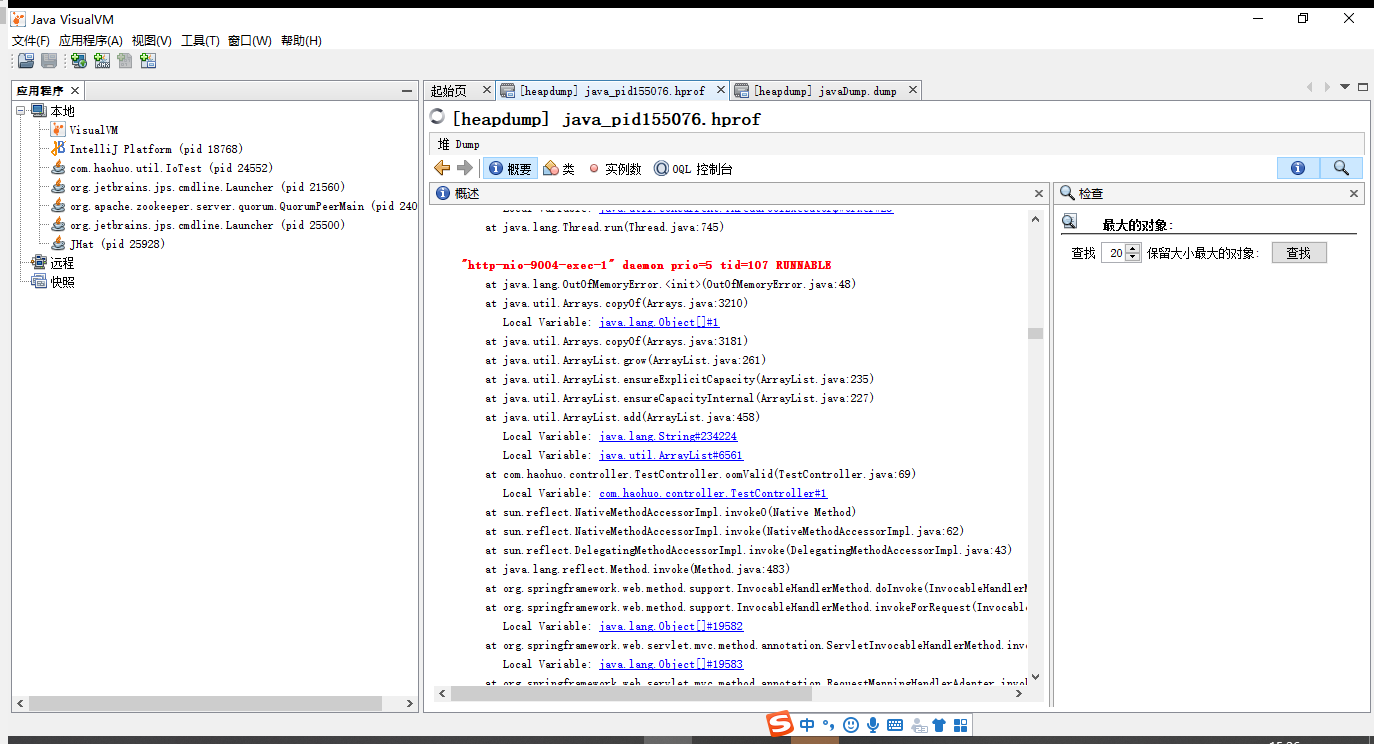 Java VisualVM
文件(F) 应用程序(A) 视图(V) 工具(T) 窗口(W) 帮助(H)
应用程序
本地
VisualVM
IntelliJ Platform (pid 18768)
com.haohuo.util.IoTest (pid 24552)
org.jetbrains.jps.cmdline.Launcher (pid 21560)
org.apache.zookeeper.server.quorum.QuorumPeerMain (pid 240
org.jetbrains.jps.cmdline.Launcher (pid 25500)
JHat (pid 25928)
远程
快照
起始页 [heapdump] java_pid155076.hprof [heapdump] javaDump.dump
[heapdump] java_pid155076.hprof
堆 Dump
概要 类 实例数 OQL 控制台
概述
at java.lang.Thread.run(Thread.java:745)
"http-nio-9004-exec-1" daemon prio=5 tid=107 RUNNABLE
at java.lang.OutOfMemoryError.<init>(OutOfMemoryError.java:48)
at java.util.Arrays.copyOf(Arrays.java:3210)
Local Variable: java.lang.Object[]#1
at java.util.Arrays.copyOf(Arrays.java:3181)
at java.util.ArrayList.grow(ArrayList.java:261)
at java.util.ArrayList.ensureExplicitCapacity(ArrayList.java:235)
at java.util.ArrayList.ensureCapacityInternal(ArrayList.java:227)
at java.util.ArrayList.add(ArrayList.java:458)
Local Variable: java.lang.String#234224
Local Variable: java.util.ArrayList#6561
at com.haohuo.controller.TestController.oomValid(TestController.java:69)
Local Variable: com.haohuo.controller.TestController#1
at sun.reflect.NativeMethodAccessorImpl.invoke0(Native Method)
at sun.reflect.NativeMethodAccessorImpl.invoke(NativeMethodAccessorImpl.java:62)
at sun.reflect.DelegatingMethodAccessorImpl.invoke(DelegatingMethodAccessorImpl.java:43)
at java.lang.reflect.Method.invoke(Method.java:483)
at org.springframework.web.method.support.InvocableHandlerMethod.doInvoke(InvocableHandlerM
at org.springframework.web.method.support.InvocableHandlerMethod.invokeForRequest(Invocabl
Local Variable: java.lang.Object[]#19582
at org.springframework.web.servlet.mvc.method.annotation.ServletInvocableHandlerMethod.inv
Local Variable: java.lang.Object[]#19583
at org.springframework.web.servlet.mvc.method.annotation.RequestMappingHandlerAdapter.invo
检查
最大的对象:
查找 20 保留大小最大的对象: 查找
中